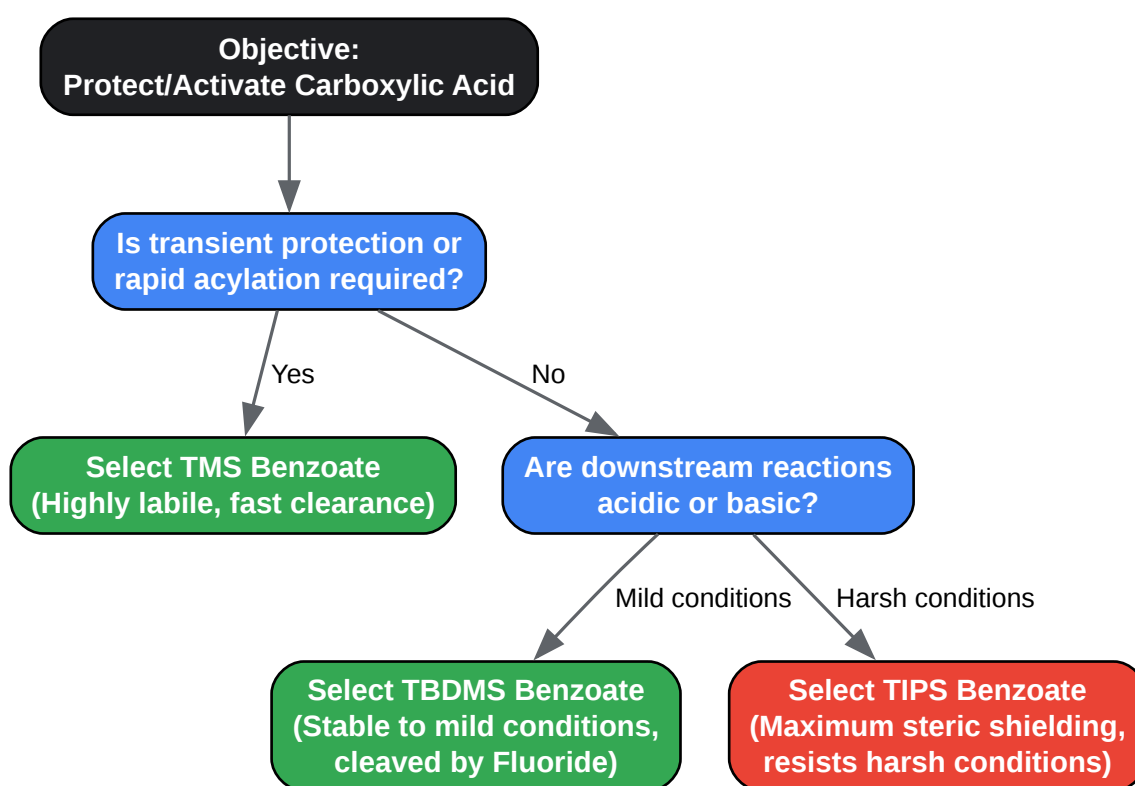 Objective:
Protect/Activate Carboxylic Acid
Is transient protection or
rapid acylation required?
Yes
No
Select TMS Benzoate
(Highly labile, fast clearance)
Are downstream reactions
acidic or basic?
Mild conditions
Harsh conditions
Select TBDMS Benzoate
(Stable to mild conditions,
cleaved by Fluoride)
Select TIPS Benzoate
(Maximum steric shielding,
resists harsh conditions)